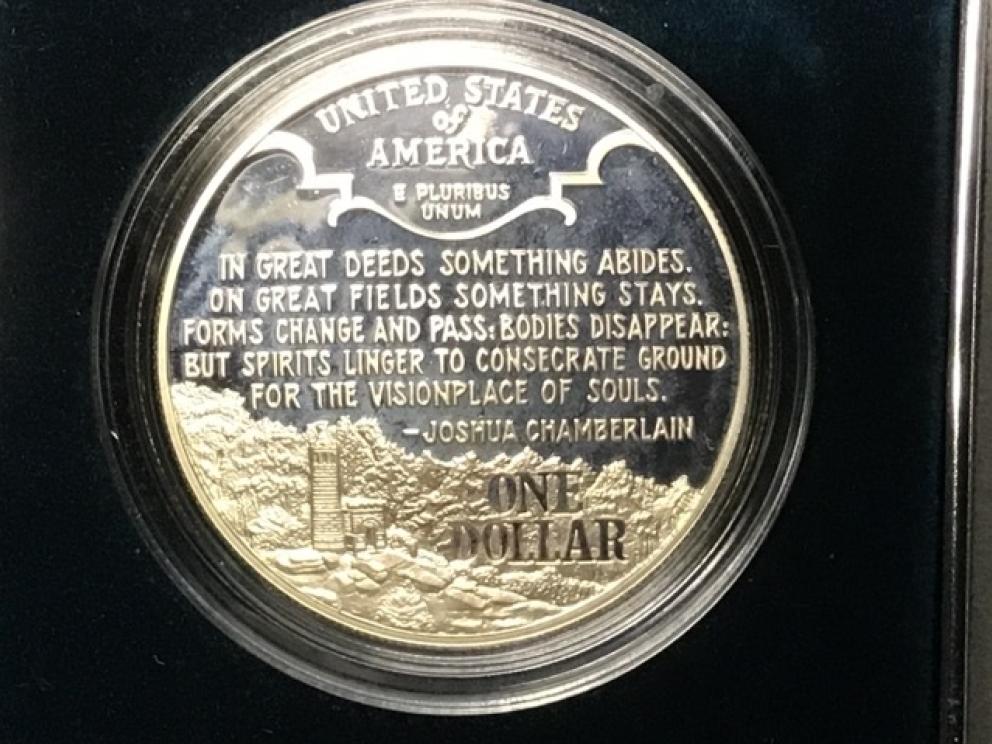 UNITED STATES
of
AMERICA
E PLURIBUS
UNUM
IN GREAT DEEDS SOMETHING ABIDES.
ON GREAT FIELDS SOMETHING STAYS.
FORMS CHANGE AND PASS; BODIES DISAPPEAR;
BUT SPIRITS LINGER TO CONSECRATE GROUND
FOR THE VISIONPLACE OF SOULS.
-JOSHUA CHAMBERLAIN
ONE
DOLLAR